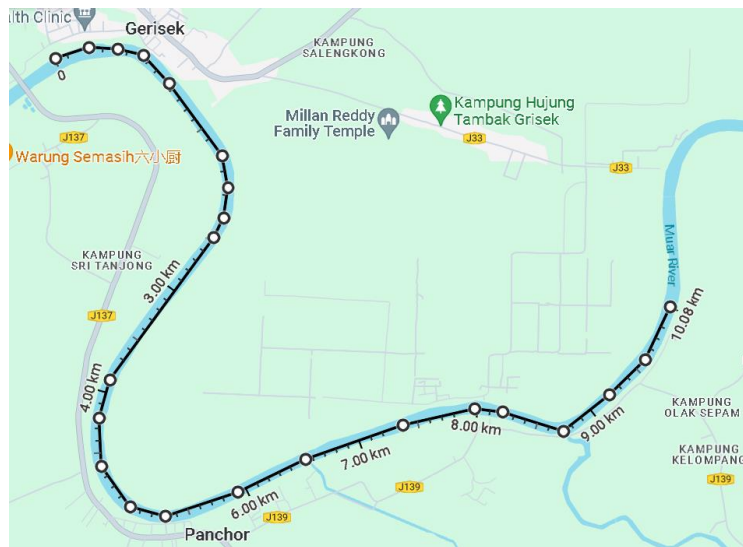 alth Clinic
Gerisek
0
KAMPUNG
SALENGKONG
Kampung Hujung
Tambak Grisek
Millan Reddy
Family Temple
J137
J33
J33
Warung Semasih六小厨
Muar River
KAMPUNG
SRI TANJONG
3.00 km
J137
10.08 km
4.00 km
KAMPUNG
OLAK SEPAM
9.00 km
8.00 km
7.00 km
KAMPUNG
KELOMPANG
J139
J139
6.00 km
J139
Panchor